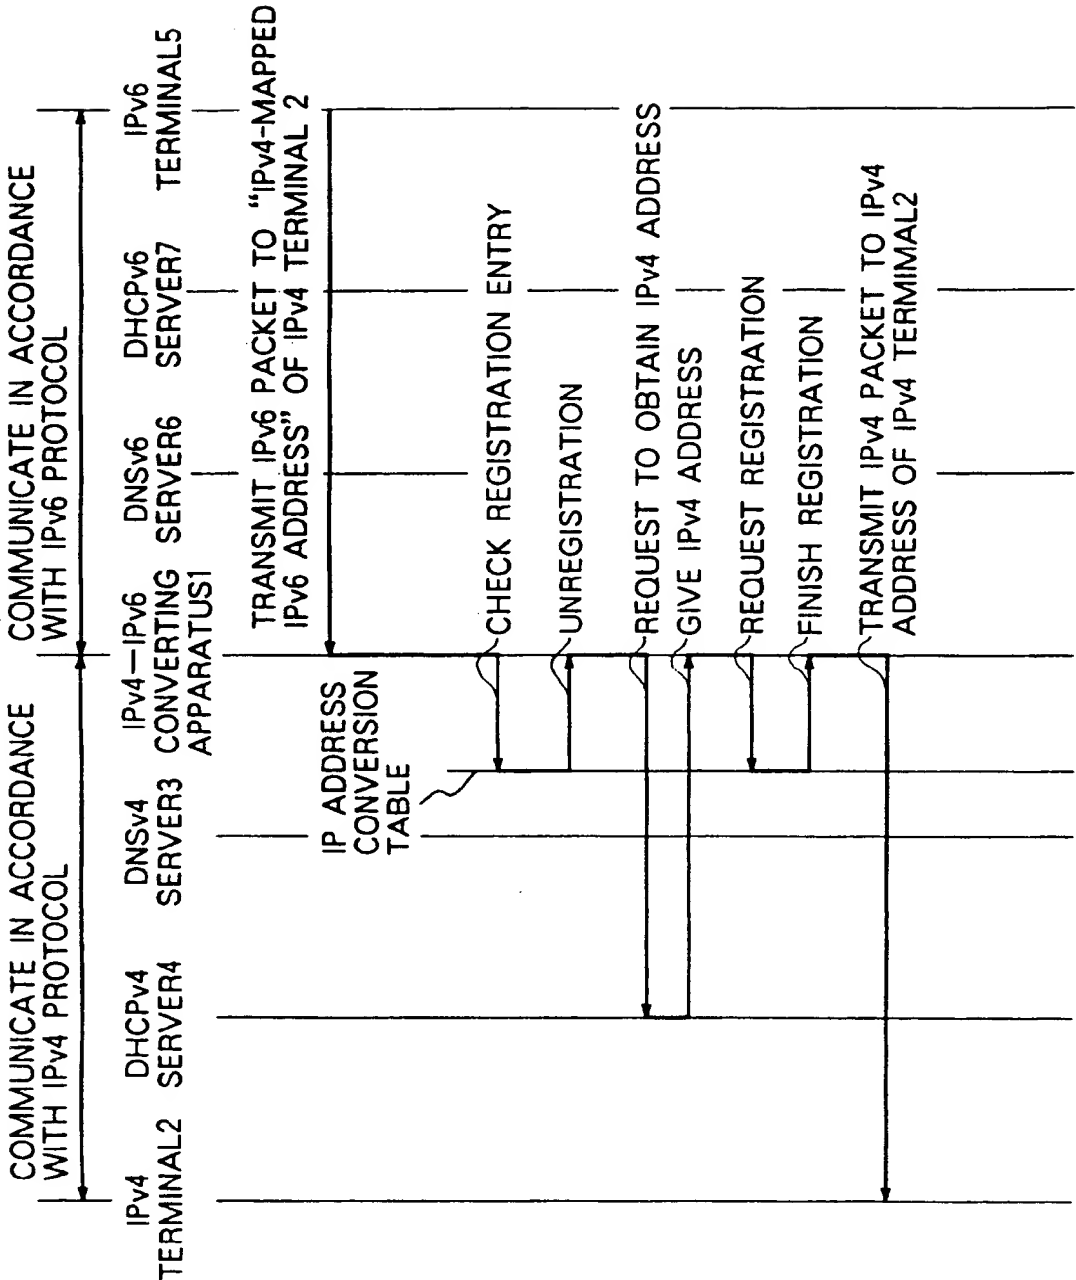 COMMUNICATE IN ACCORDANCE
WITH IPv4 PROTOCOL
COMMUNICATE IN ACCORDANCE
WITH IPv6 PROTOCOL
IPv4
TERMINAL2
DHCPv4
SERVER4
DNSv4
SERVER3
IPv4—IPv6
CONVERTING
APPARATUS1
DNSv6
SERVER6
DHCPv6
SERVER7
IPv6
TERMINAL5
TRANSMIT IPv6 PACKET TO "IPv4-MAPPED
IPv6 ADDRESS" OF IPv4 TERMINAL 2
IP ADDRESS
CONVERSION
TABLE
CHECK REGISTRATION ENTRY
UNREGISTRATION
REQUEST TO OBTAIN IPv4 ADDRESS
GIVE IPv4 ADDRESS
REQUEST REGISTRATION
FINISH REGISTRATION
TRANSMIT IPv4 PACKET TO IPv4
ADDRESS OF IPv4 TERMIMAL2